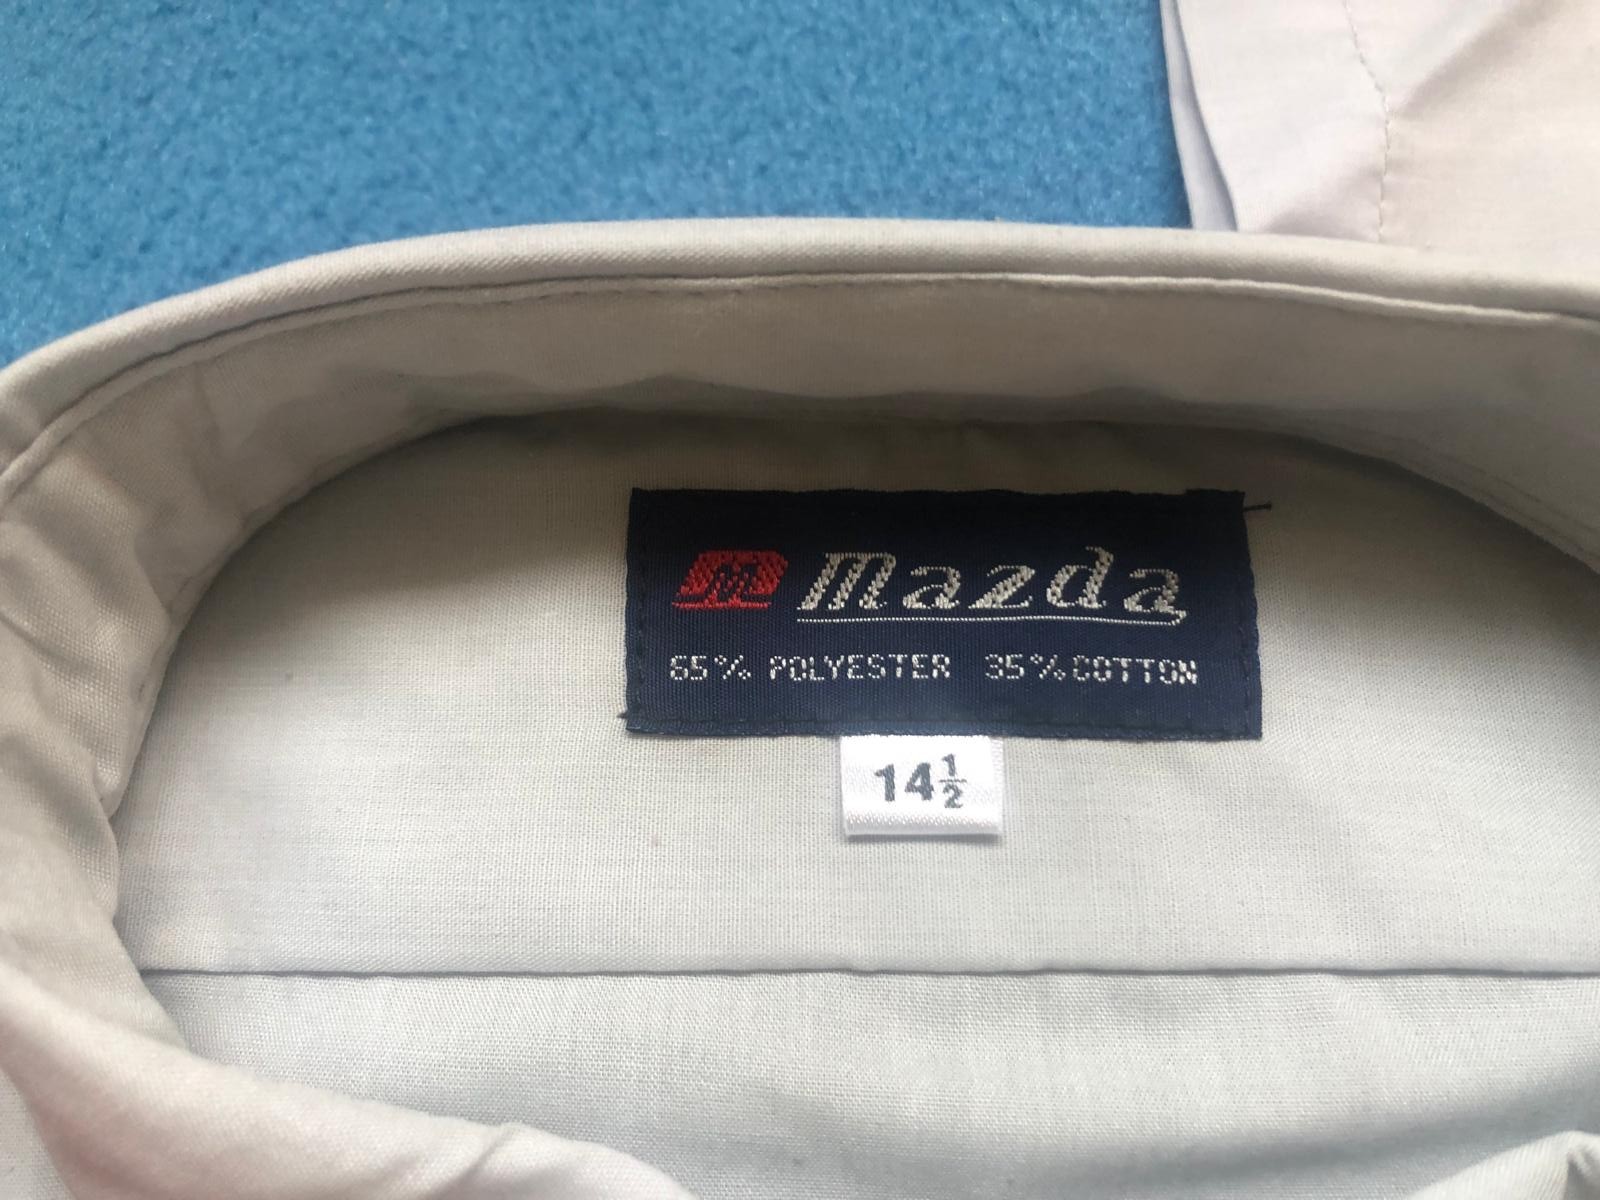 M mazda
65% POLYESTER 35% COTTON
14½